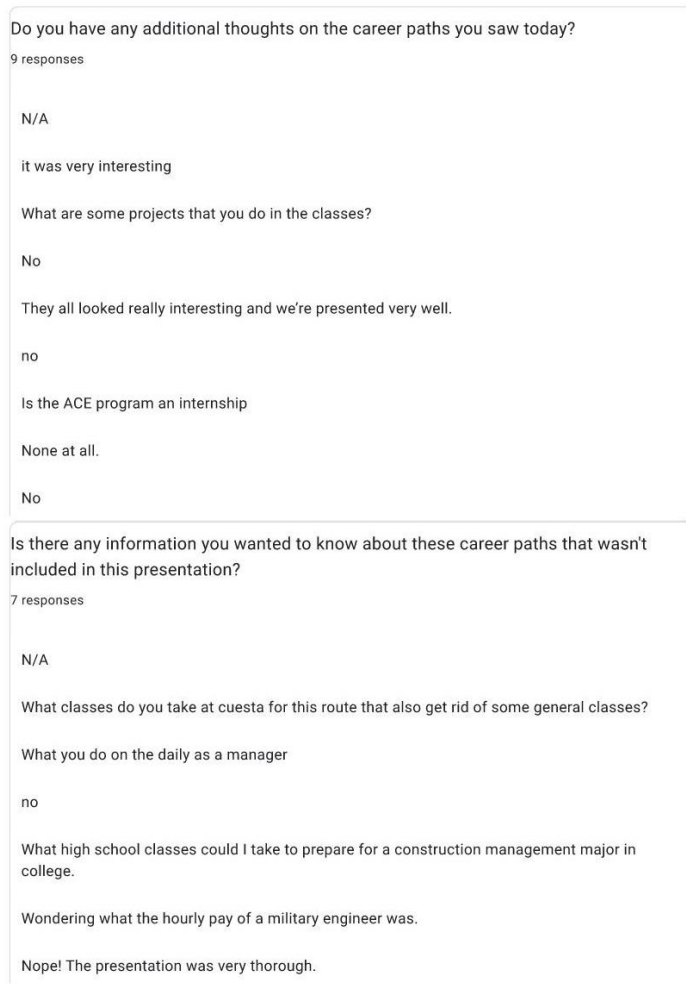 Do you have any additional thoughts on the career paths you saw today?
9 responses
N/A
it was very interesting
What are some projects that you do in the classes?
No
They all looked really interesting and we're presented very well.
no
Is the ACE program an internship
None at all.
No
Is there any information you wanted to know about these career paths that wasn't
included in this presentation?
7 responses
N/A
What classes do you take at cuesta for this route that also get rid of some general classes?
What you do on the daily as a manager
no
What high school classes could I take to prepare for a construction management major in
college.
Wondering what the hourly pay of a military engineer was.
Nope! The presentation was very thorough.